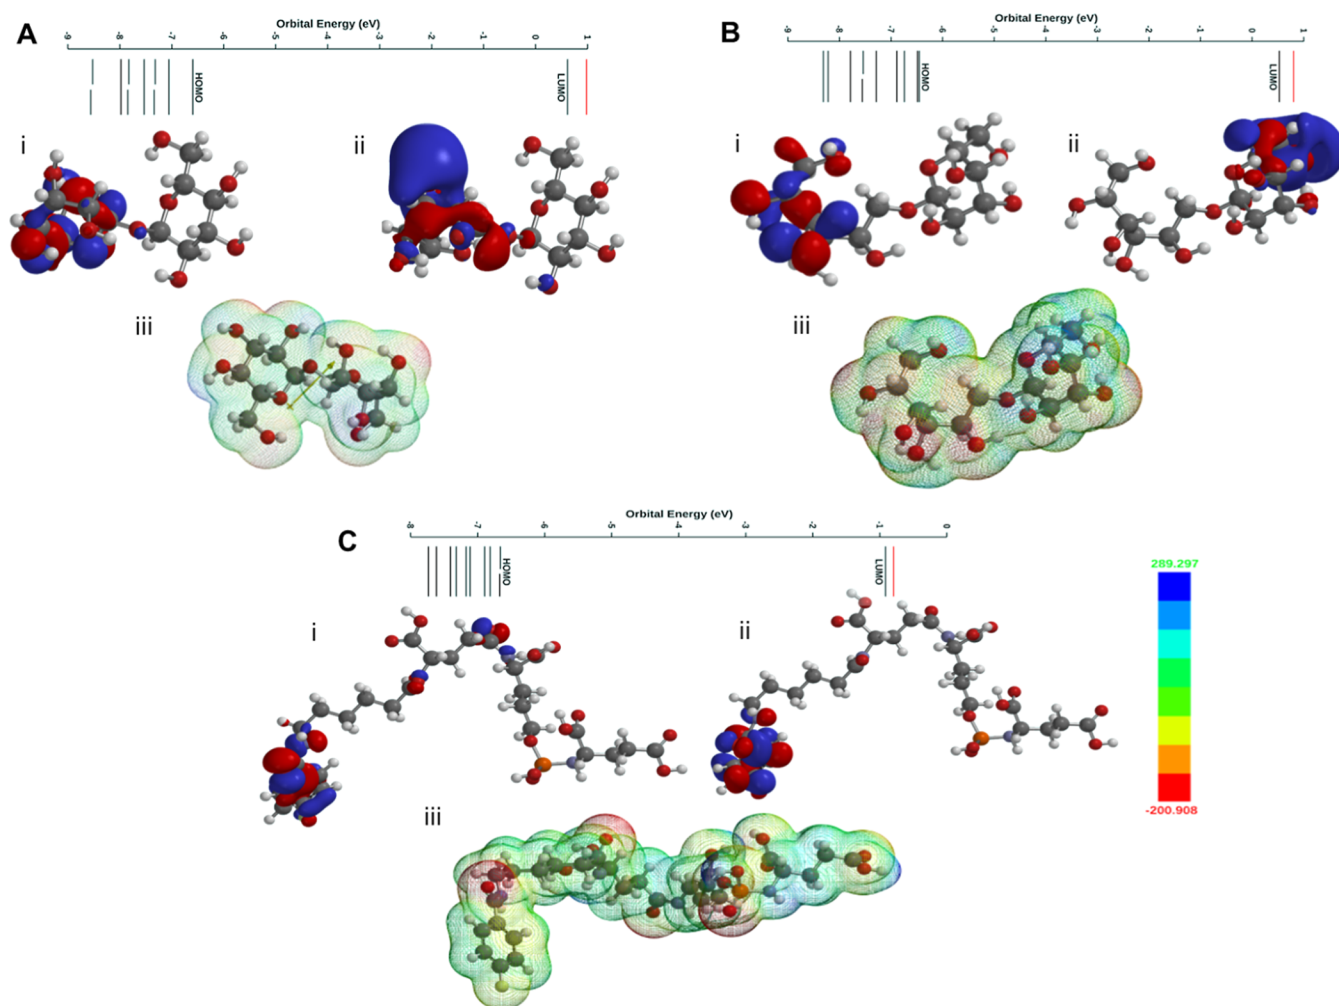 A
Orbital Energy (eV)
-9 -8 -7 -6 -5 -4 -3 -2 -1 0 1
HOMO
LUMO
i
ii
iii
B
Orbital Energy (eV)
-9 -8 -7 -6 -5 -4 -3 -2 -1 0 1
HOMO
LUMO
i
ii
iii
C
Orbital Energy (eV)
-8 -7 -6 -5 -4 -3 -2 -1 0
HOMO
LUMO
i
ii
iii
289.297
-200.908